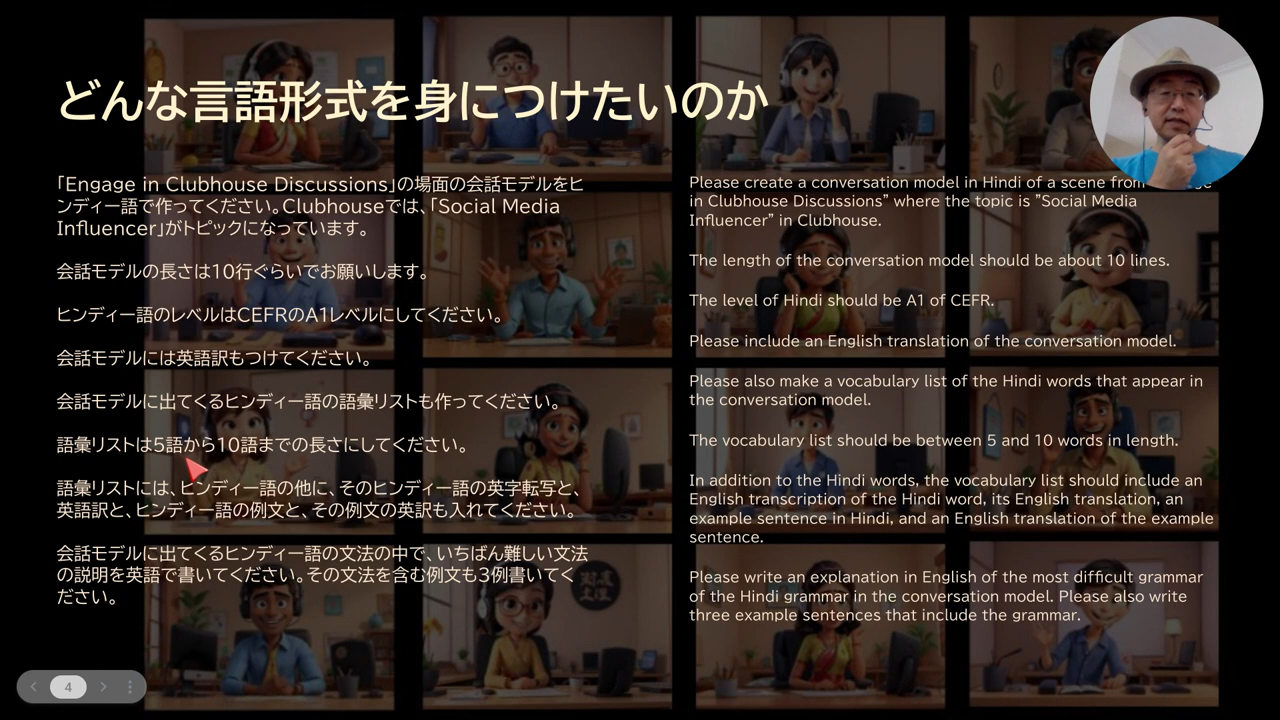 どんな言語形式を身につけたいのか
「Engage in Clubhouse Discussions」の場面の会話モデルをヒ
ンディー語で作ってください。Clubhouseでは、「Social Media
Influencer」がトピックになっています。
会話モデルの長さは10行ぐらいでお願いします。
ヒンディー語のレベルはCEFRのA1レベルにしてください。
会話モデルには英語訳もつけてください。
会話モデルに出てくるヒンディー語の語彙リストも作ってください。
語彙リストは5語から10語までの長さにしてください。
語彙リストには、ヒンディー語の他に、そのヒンディー語の英字転写と、
英語訳と、ヒンディー語の例文と、その例文の英訳も入れてください。
会話モデルに出てくるヒンディー語の文法の中で、いちばん難しい文法
の説明を英語で書いてください。その文法を含む例文も3例書いてく
ださい。
Please create a conversation model in Hindi of a scene from
in Clubhouse Discussions" where the topic is "Social Media
Influencer" in Clubhouse.
The length of the conversation model should be about 10 lines.
The level of Hindi should be A1 of CEFR.
Please include an English translation of the conversation model.
Please also make a vocabulary list of the Hindi words that appear in
the conversation model.
The vocabulary list should be between 5 and 10 words in length.
In addition to the Hindi words, the vocabulary list should include an
English transcription of the Hindi word, its English translation, an
example sentence in Hindi, and an English translation of the example
sentence.
Please write an explanation in English of the most difficult grammar
of the Hindi grammar in the conversation model. Please also write
three example sentences that include the grammar.
4